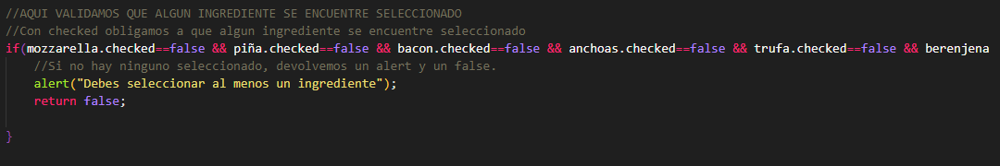 //AQUI VALIDAMOS QUE ALGUN INGREDIENTE SE ENCUENTRE SELECCIONADO
//Con checked obligamos a que algun ingrediente se encuentre seleccionado
if(mozzarella.checked==false && piña.checked==false && bacon.checked==false && anchoas.checked==false && trufa.checked==false && berenjena
//Si no hay ninguno seleccionado, devolvemos un alert y un false.
alert("Debes seleccionar al menos un ingrediente");
return false;
}